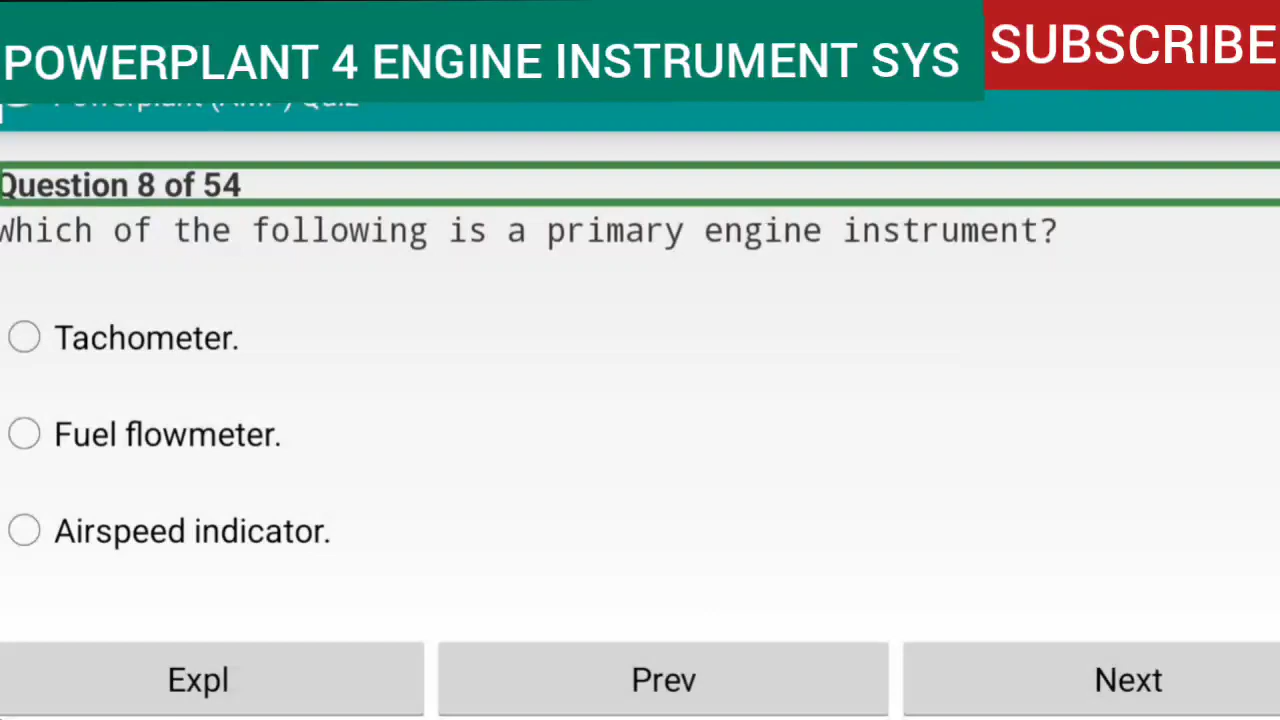 POWERPLANT 4 ENGINE INSTRUMENT SYS
SUBSCRIBE
Question 8 of 54
Which of the following is a primary engine instrument?
Tachometer.
Fuel flowmeter.
Airspeed indicator.
Expl
Prev
Next